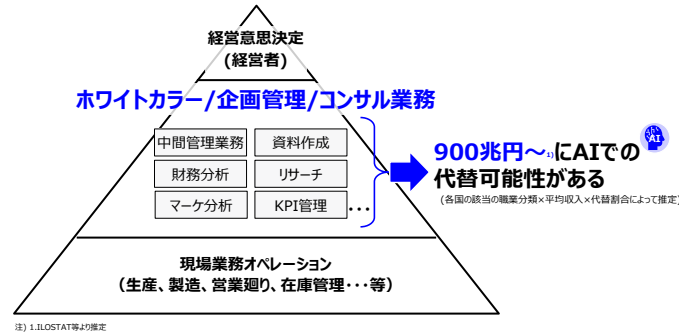 経営意思決定
(経営者)
ホワイトカラー/企画管理/コンサル業務
中間管理業務
資料作成
財務分析
リサーチ
マーケ分析
KPI管理
...
AI
900兆円～1)にAIでの
代替可能性がある
(各国の該当の職業分類×平均収入×代替割合によって推定)
現場業務オペレーション
(生産、製造、営業廻り、在庫管理・・・等)
注) 1.ILOSTAT等より推定